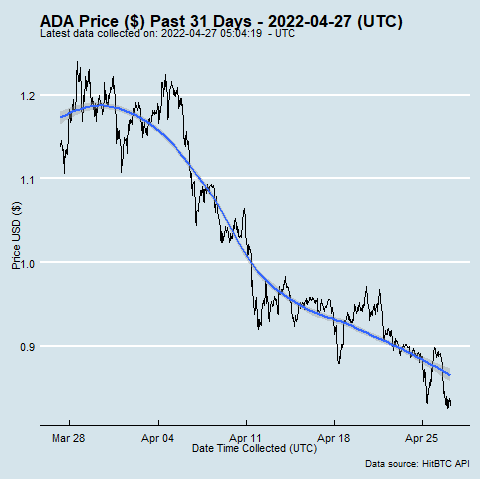 ADA Price ($) Past 31 Days - 2022-04-27 (UTC)
Latest data collected on: 2022-04-27 05:04:19  - UTC
1.2
1.1
1.0
0.9
Price USD ($)
Mar 28 Apr 04 Apr 11 Apr 18 Apr 25
Date Time Collected (UTC)
Data source: HitBTC API